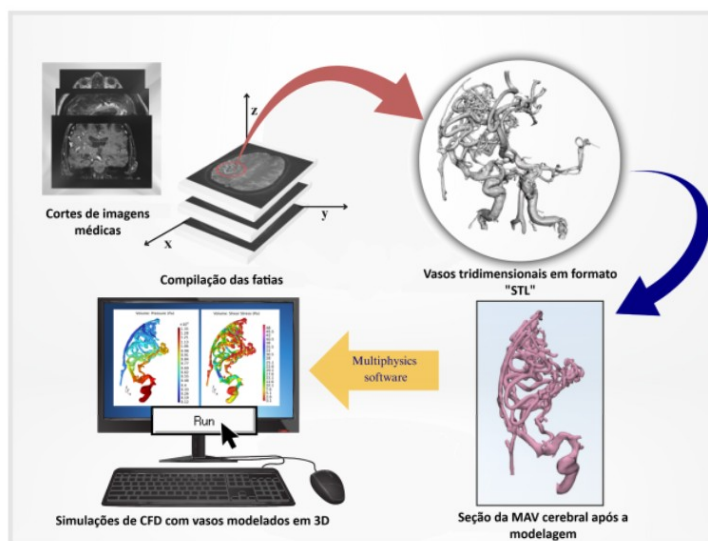 z
y
x
Cortes de imagens
médicas
Compilação das fatias
Vasos tridimensionais em formato
"STL"
Multiphysics
software
Run
Simulações de CFD com vasos modelados em 3D
Seção da MAV cerebral após a
modelagem